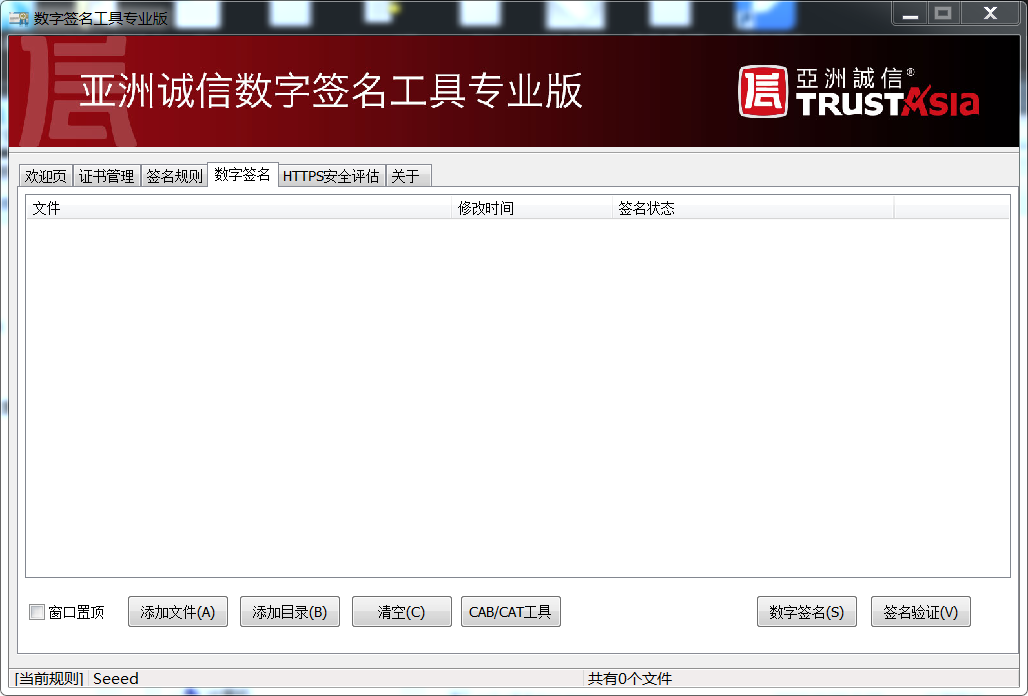 数字签名工具专业版
亚洲诚信数字签名工具专业版
信
亞洲誠信®
TRUSTAsia
欢迎页 证书管理 签名规则 数字签名 HTTPS安全评估 关于
文件 修改时间 签名状态
窗口置顶 添加文件(A) 添加目录(B) 清空(C) CAB/CAT工具 数字签名(S) 签名验证(V)
[当前规则] Seeed 共有0个文件